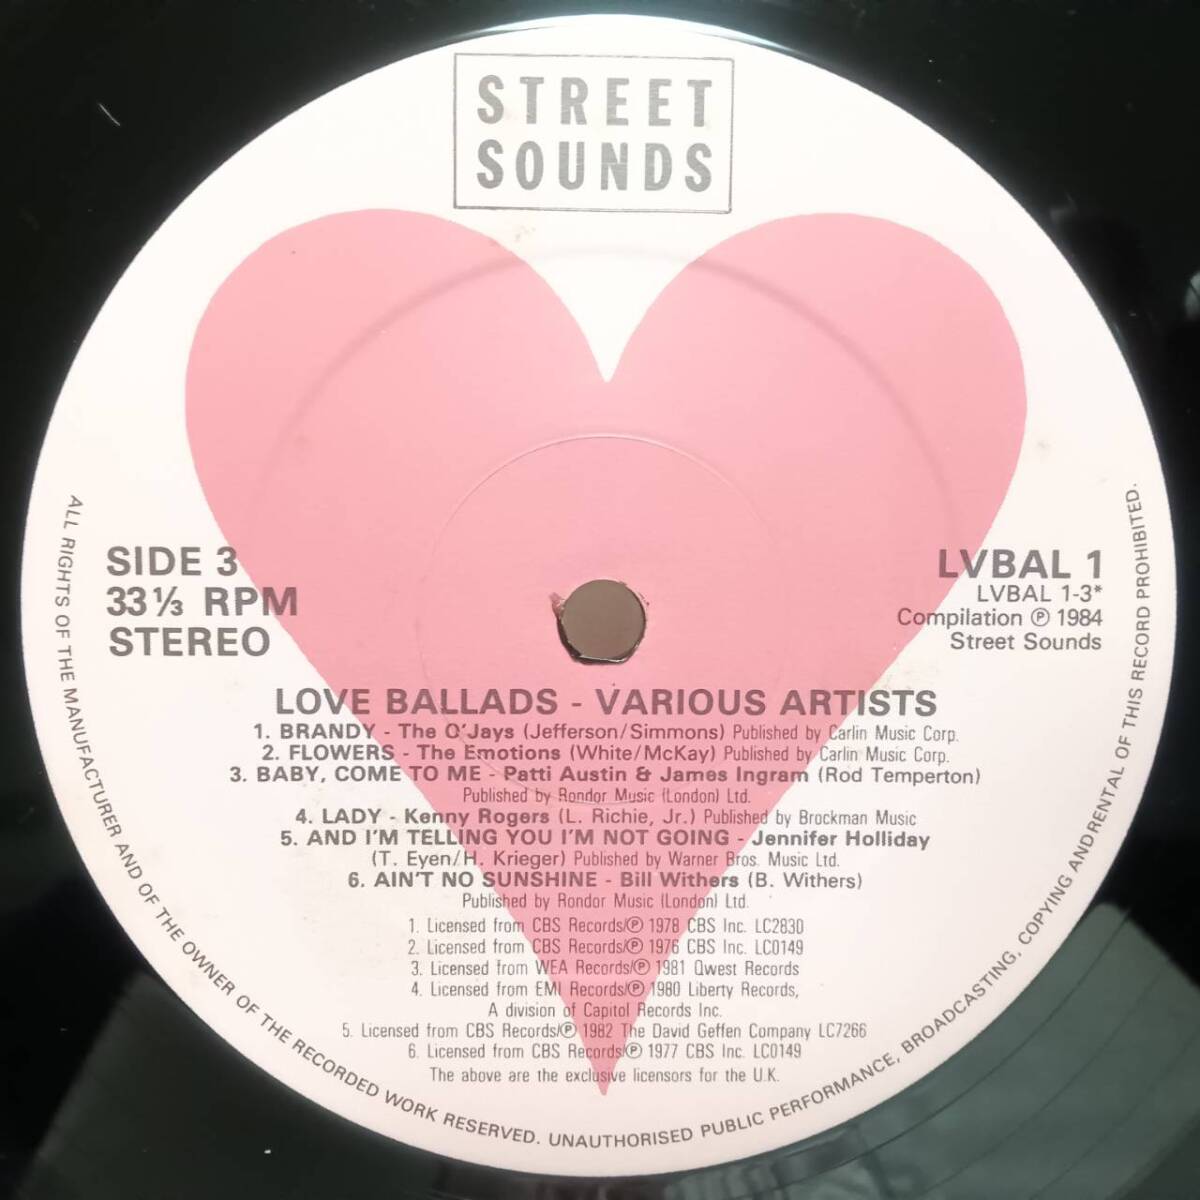 STREET
SOUNDS
SIDE 3
33 ⅓ RPM
STEREO
LVBAL 1
LVBAL 1-3*
Compilation ℗ 1984
Street Sounds
LOVE BALLADS - VARIOUS ARTISTS
1. BRANDY - The O'Jays (Jefferson/Simmons) Published by Carlin Music Corp.
2. FLOWERS - The Emotions (White/McKay) Published by Carlin Music Corp.
3. BABY, COME TO ME - Patti Austin & James Ingram (Rod Temperton)
Published by Rondor Music (London) Ltd.
4. LADY - Kenny Rogers (L. Richie, Jr.) Published by Brockman Music
5. AND I'M TELLING YOU I'M NOT GOING - Jennifer Holliday
(T. Eyen/H. Krieger) Published by Warner Bros. Music Ltd.
6. AIN'T NO SUNSHINE - Bill Withers (B. Withers)
Published by Rondor Music (London) Ltd.
1. Licensed from CBS Records/℗ 1978 CBS Inc. LC2830
2. Licensed from CBS Records/℗ 1976 CBS Inc. LC0149
3. Licensed from WEA Records/℗ 1981 Qwest Records
4. Licensed from EMI Records/℗ 1980 Liberty Records,
A division of Capitol Records Inc.
5. Licensed from CBS Records/℗ 1982 The David Geffen Company LC7266
6. Licensed from CBS Records/℗ 1977 CBS Inc. LC0149
The above are the exclusive licensors for the U.K.
ALL RIGHTS OF THE MANUFACTURER AND OF THE OWNER OF THE RECORDED WORK RESERVED. UNAUTHORISED PUBLIC PERFORMANCE, BROADCASTING, COPYING ANDRENTAL OF THIS RECORD PROHIBITED.